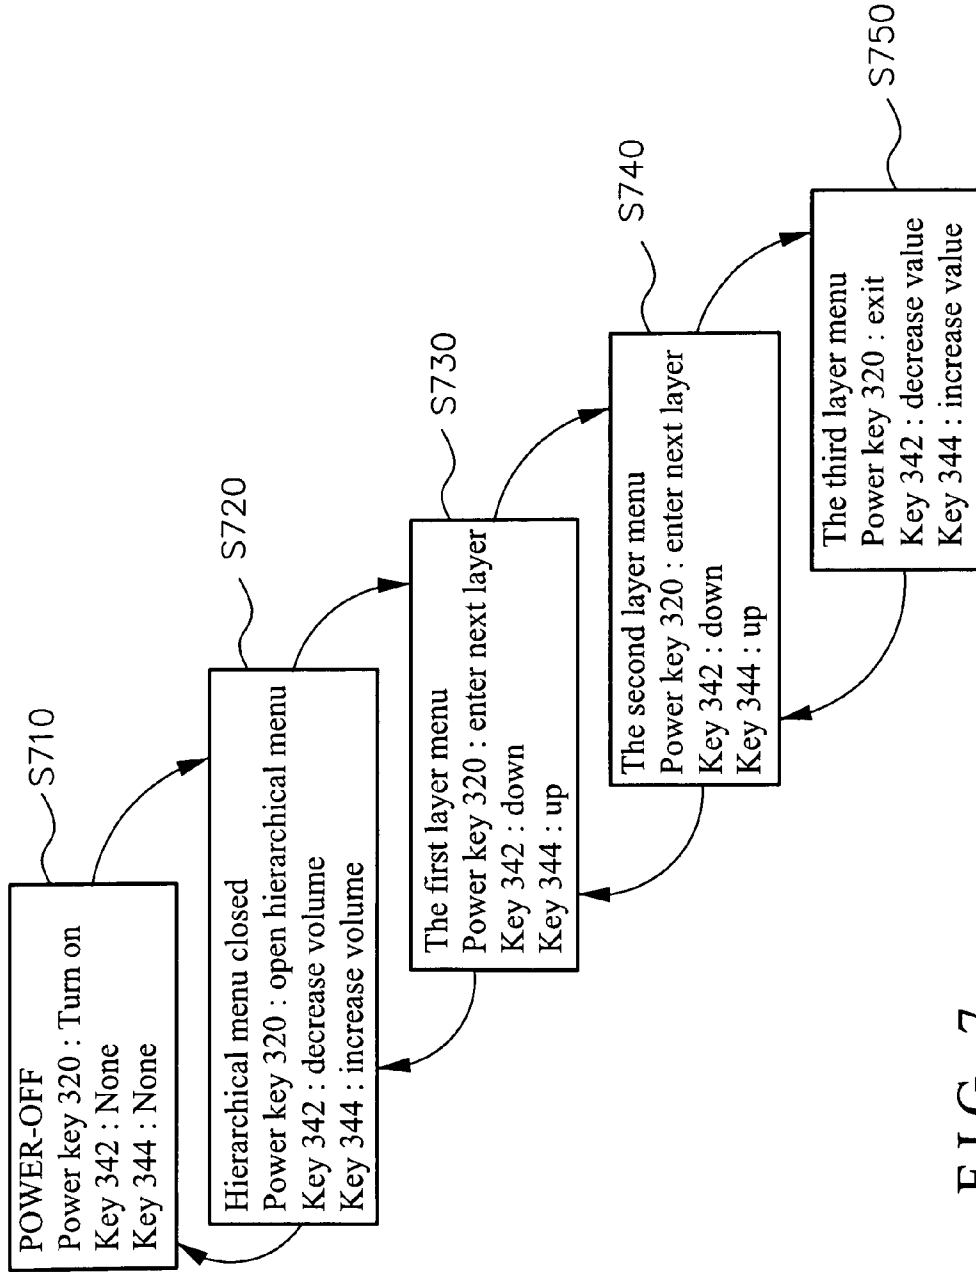 POWER-OFF
Power key 320 : Turn on
Key 342 : None
Key 344 : None
S710
Hierarchical menu closed
Power key 320 : open hierarchical menu
Key 342 : decrease volume
Key 344 : increase volume
S720
The first layer menu
Power key 320 : enter next layer
Key 342 : down
Key 344 : up
S730
The second layer menu
Power key 320 : enter next layer
Key 342 : down
Key 344 : up
S740
The third layer menu
Power key 320 : exit
Key 342 : decrease value
Key 344 : increase value
S750
FIG. 7